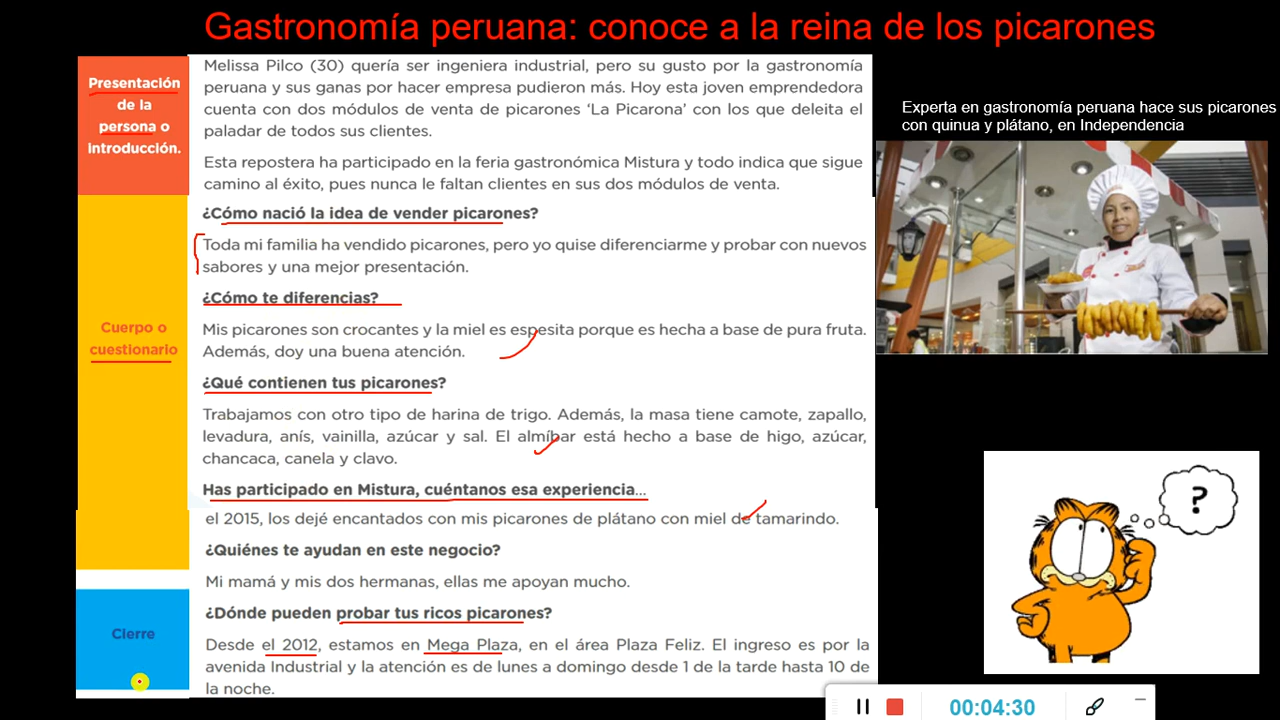 Gastronomía peruana: conoce a la reina de los picarones
Presentación
de la
persona o
introducción.
Melissa Pilco (30) quería ser ingeniera industrial, pero su gusto por la gastronomía
peruana y sus ganas por hacer empresa pudieron más. Hoy esta joven emprendedora
cuenta con dos módulos de venta de picarones ‘La Picarona’ con los que deleita el
paladar de todos sus clientes.
Esta repostera ha participado en la feria gastronómica Mistura y todo indica que sigue
camino al éxito, pues nunca le faltan clientes en sus dos módulos de venta.
Cuerpo o
cuestionario
¿Cómo nació la idea de vender picarones?
Toda mi familia ha vendido picarones, pero yo quise diferenciarme y probar con nuevos
sabores y una mejor presentación.
¿Cómo te diferencias?
Mis picarones son crocantes y la miel es espesita porque es hecha a base de pura fruta.
Además, doy una buena atención.
¿Qué contienen tus picarones?
Trabajamos con otro tipo de harina de trigo. Además, la masa tiene camote, zapallo,
levadura, anís, vainilla, azúcar y sal. El almíbar está hecho a base de higo, azúcar,
chancaca, canela y clavo.
Has participado en Mistura, cuéntanos esa experiencia...
el 2015, los dejé encantados con mis picarones de plátano con miel de tamarindo.
¿Quiénes te ayudan en este negocio?
Mi mamá y mis dos hermanas, ellas me apoyan mucho.
Cierre
¿Dónde pueden probar tus ricos picarones?
Desde el 2012, estamos en Mega Plaza, en el área Plaza Feliz. El ingreso es por la
avenida Industrial y la atención es de lunes a domingo desde 1 de la tarde hasta 10 de
la noche.
Experta en gastronomía peruana hace sus picarones
con quinua y plátano, en Independencia
?
00:04:30